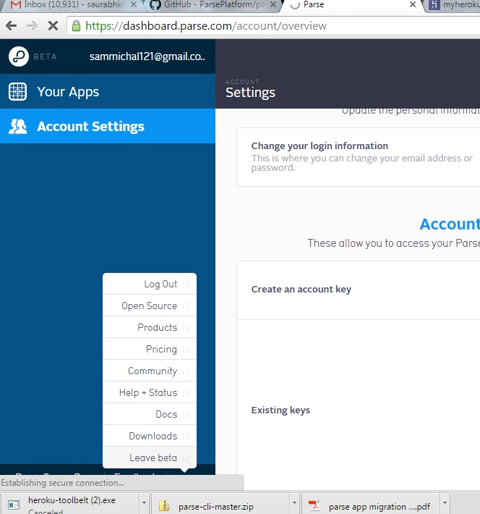 Inbox (10,931) - saurabhk
GitHub - ParsePlatform/pa
Parse
myheroku
https://dashboard.parse.com/account/overview
BETA
sammichal121@gmail.co..
Your Apps
Account Settings
ACCOUNT
Settings
Update the personal informa
Change your login information
This is where you can change your email address or
password.
Account
These allow you to access your Parse
Create an account key
Existing keys
Log Out
Open Source
Products
Pricing
Community
Help + Status
Docs
Downloads
Leave beta
Establishing secure connection...
heroku-toolbelt (2).exe
Canceled
parse-cli-master.zip
parse app migration ....pdf